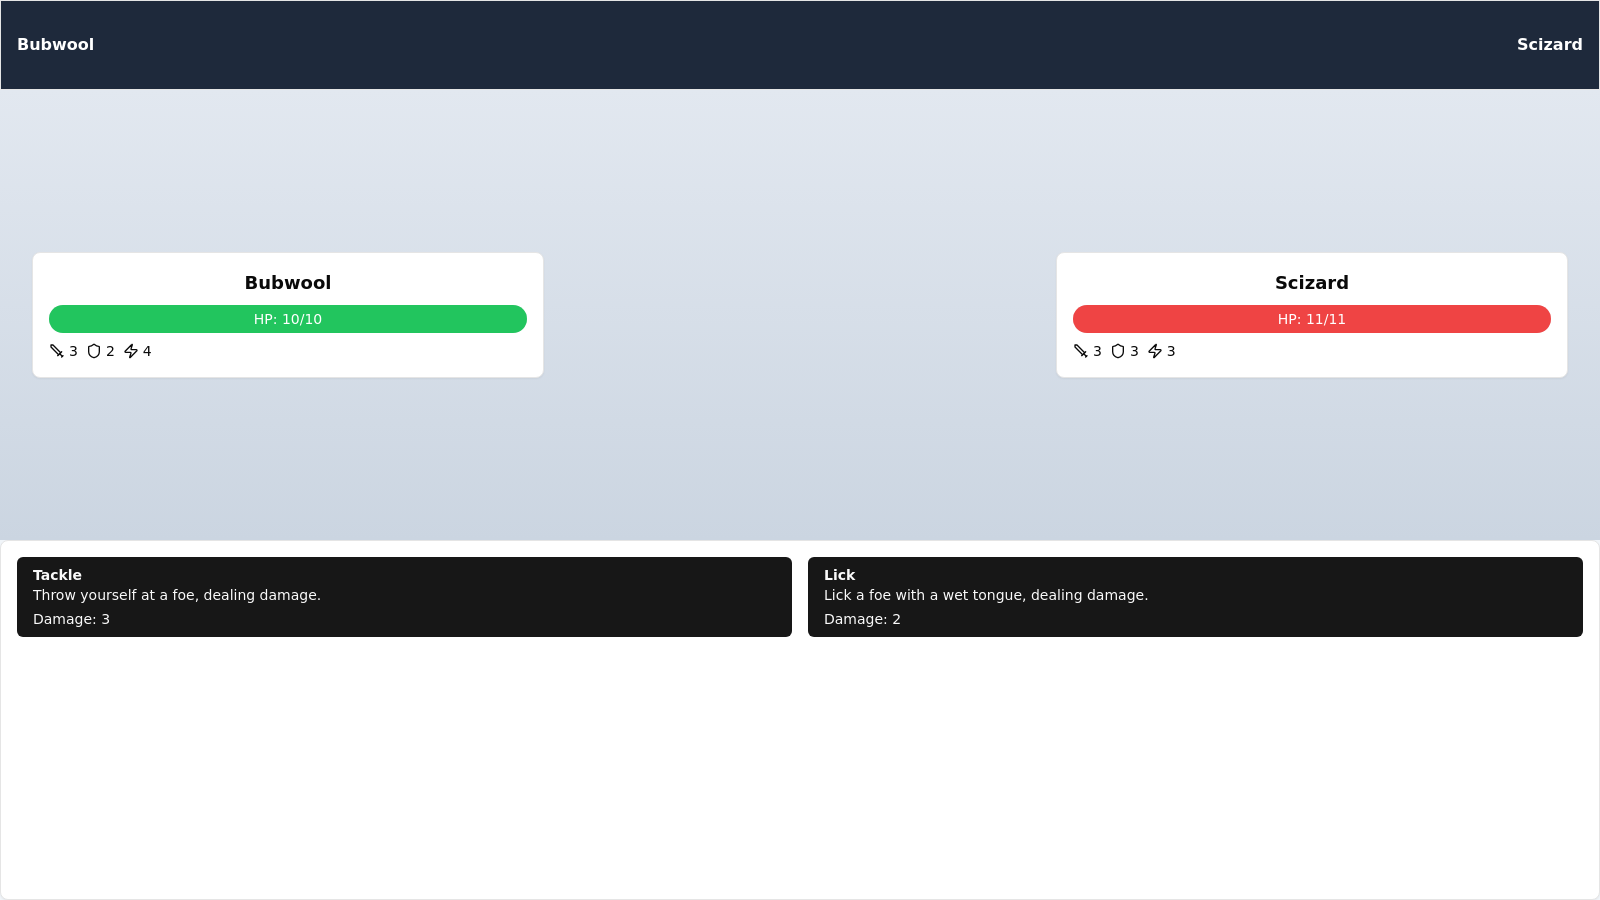 Bubwool
Scizard
Bubwool
HP: 10/10
3 2 4
Scizard
HP: 11/11
3 3 3
Tackle
Throw yourself at a foe, dealing damage.
Damage: 3
Lick
Lick a foe with a wet tongue, dealing damage.
Damage: 2